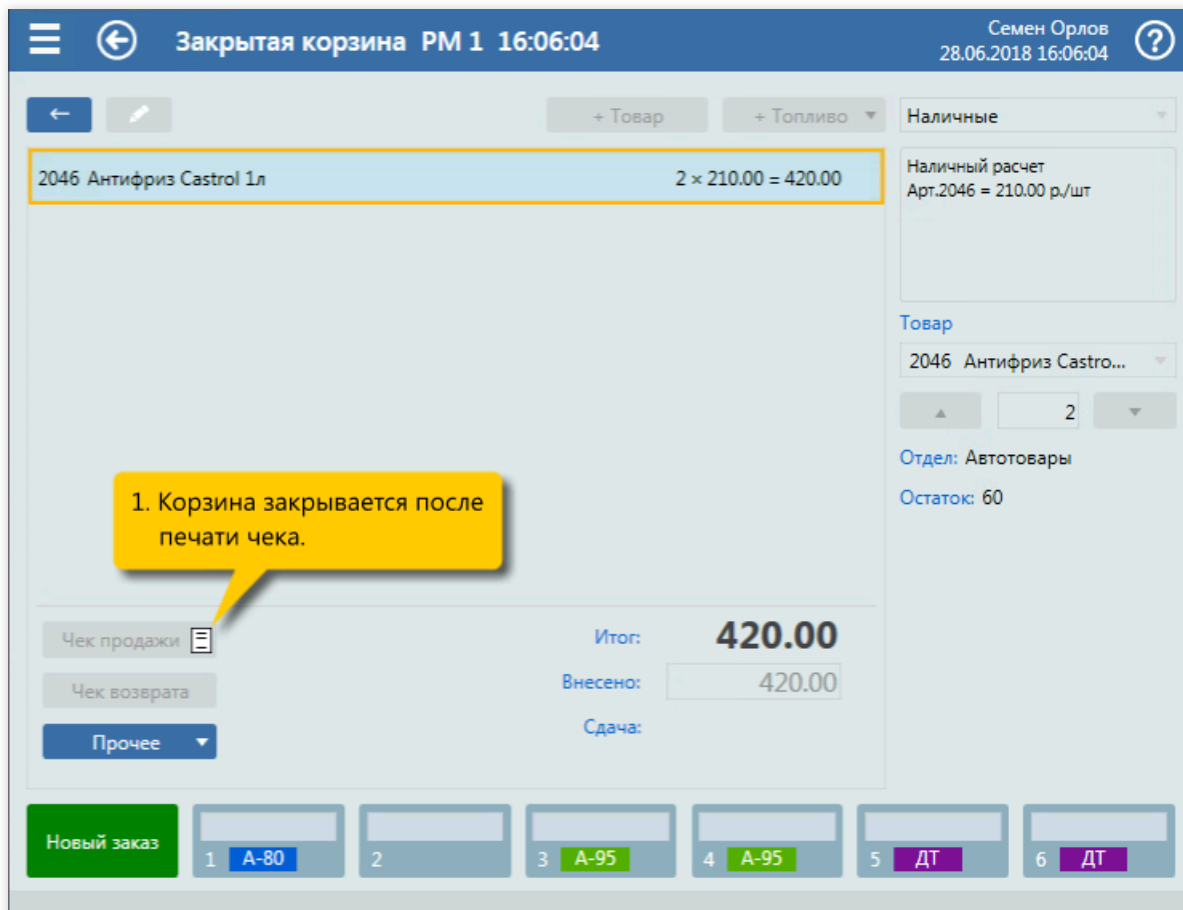 Закрытая корзина РМ 1 16:06:04
Семен Орлов
28.06.2018 16:06:04
?
+ Товар
+ Топливо
Наличные
2046 Антифриз Castrol 1л 2 × 210.00 = 420.00
Наличный расчет
Арт.2046 = 210.00 р./шт
Товар
2046 Антифриз Castro...
2
Отдел: Автотовары
Остаток: 60
1. Корзина закрывается после
печати чека.
Чек продажи
Чек возврата
Прочее
Итог: 420.00
Внесено: 420.00
Сдача:
Новый заказ
1 А-80
2
3 А-95
4 А-95
5 ДТ
6 ДТ